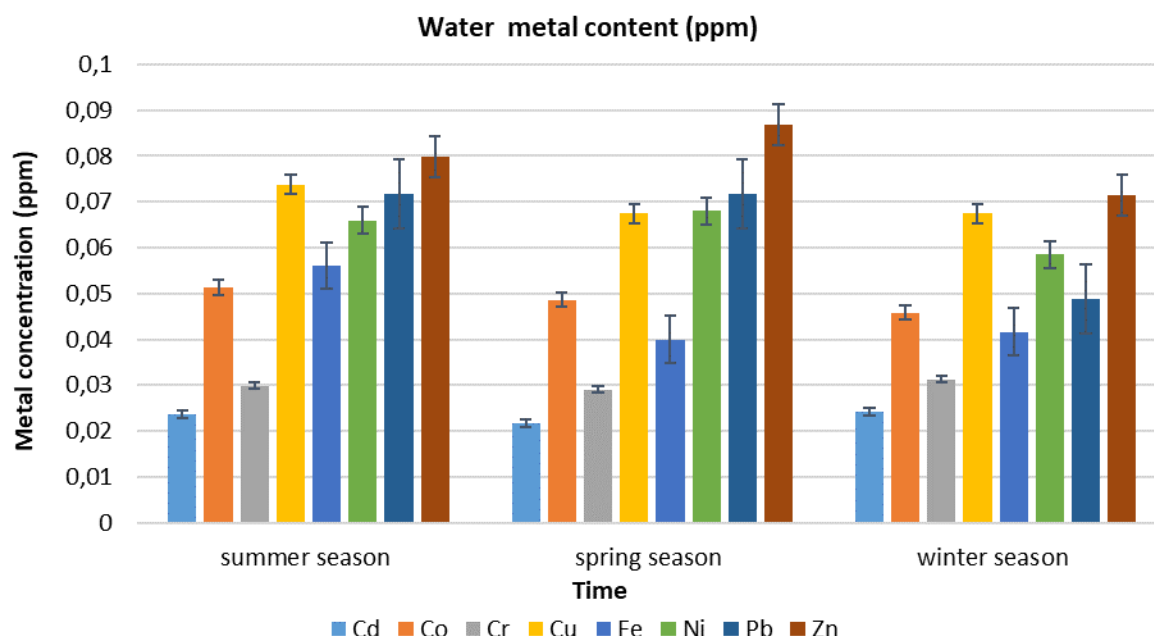 Water metal content (ppm)
0,1
0,09
0,08
0,07
0,06
0,05
0,04
0,03
0,02
0,01
0
Metal concentration (ppm)
summer season spring season winter season
Time
Cd Co Cr Cu Fe Ni Pb Zn